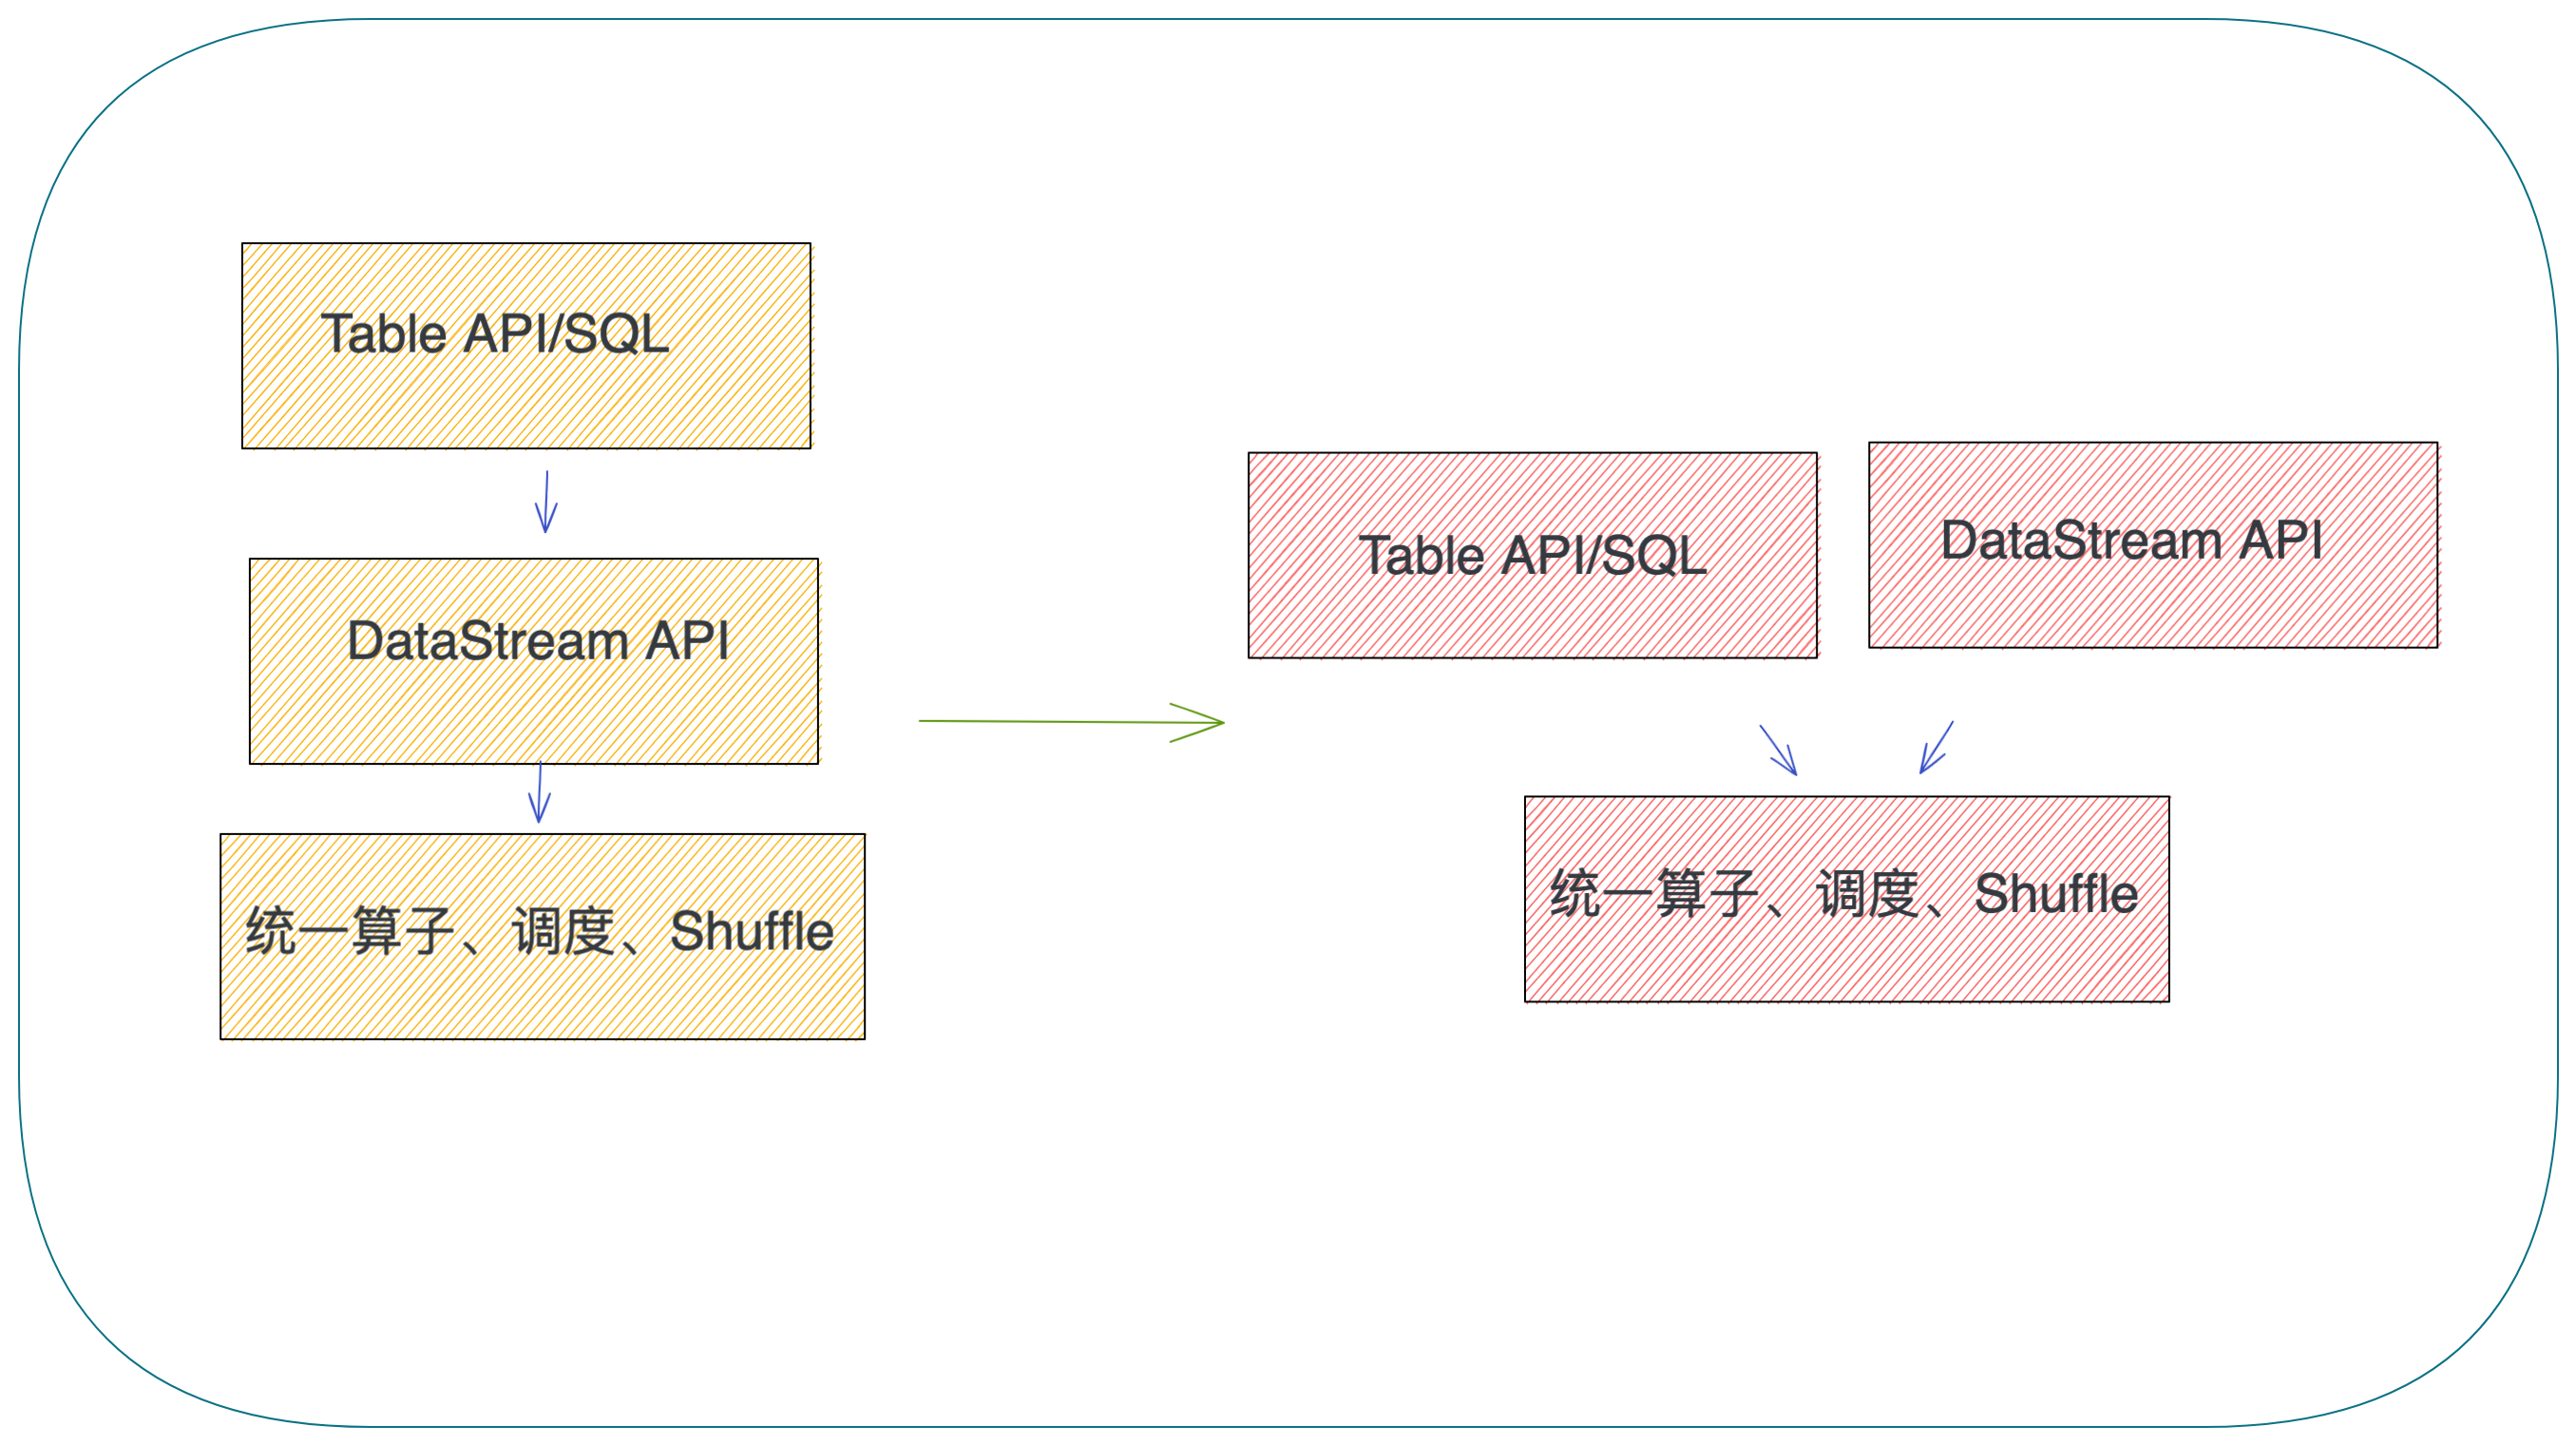 Table API/SQL
DataStream API
统一算子、调度、Shuffle
Table API/SQL
DataStream API
统一算子、调度、Shuffle